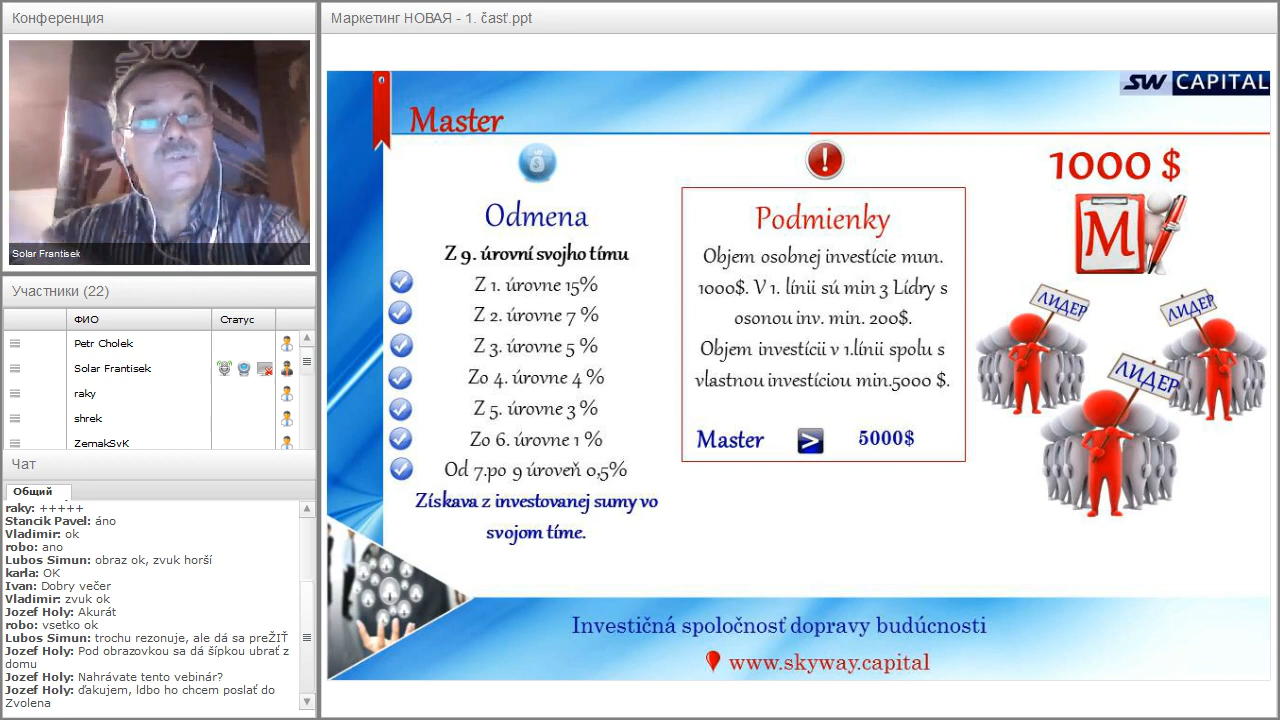 Конференция
Solar Frantisek
Участники (22)
ФИО
Статус
Petr Cholek
Solar Frantisek
raky
shrek
ZemakSvK
Чат
Общий
raky: +++++
Stancik Pavel: áno
Vladimir: ok
robo: ano
Lubos Simun: obraz ok, zvuk horší
karla: OK
Ivan: Dobry večer
Vladimir: zvuk ok
Jozef Holy: Akurát
robo: vsetko ok
Lubos Simun: trochu rezonuje, ale dá sa preŽIŤ
Jozef Holy: Pod obrazovkou sa dá šípkou ubrať z
domu
Jozef Holy: Nahrávate tento vebinár?
Jozef Holy: ďakujem, ldbo ho chcem poslať do
Zvolena
Маркетинг НОВАЯ - 1. časť.ppt
SW CAPITAL
Master
Odmena
Z 9. úrovní svojho tímu
Z 1. úrovne 15%
Z 2. úrovne 7 %
Z 3. úrovne 5 %
Zo 4. úrovne 4 %
Z 5. úrovne 3 %
Zo 6. úrovne 1 %
Od 7.po 9 úroveň 0,5%
Získava z investovanej sumy vo
svojom tíme.
Podmienky
Objem osobnej investície mun.
1000$. V 1. línii sú min 3 Lídry s
osonou inv. min. 200$.
Objem investícii v 1.línii spolu s
vlastnou investíciou min.5000 $.
Master > 5000$
1000 $
M
ЛИДЕР
ЛИДЕР
ЛИДЕР
Investičná spoločnosť dopravy budúcnosti
www.skyway.capital